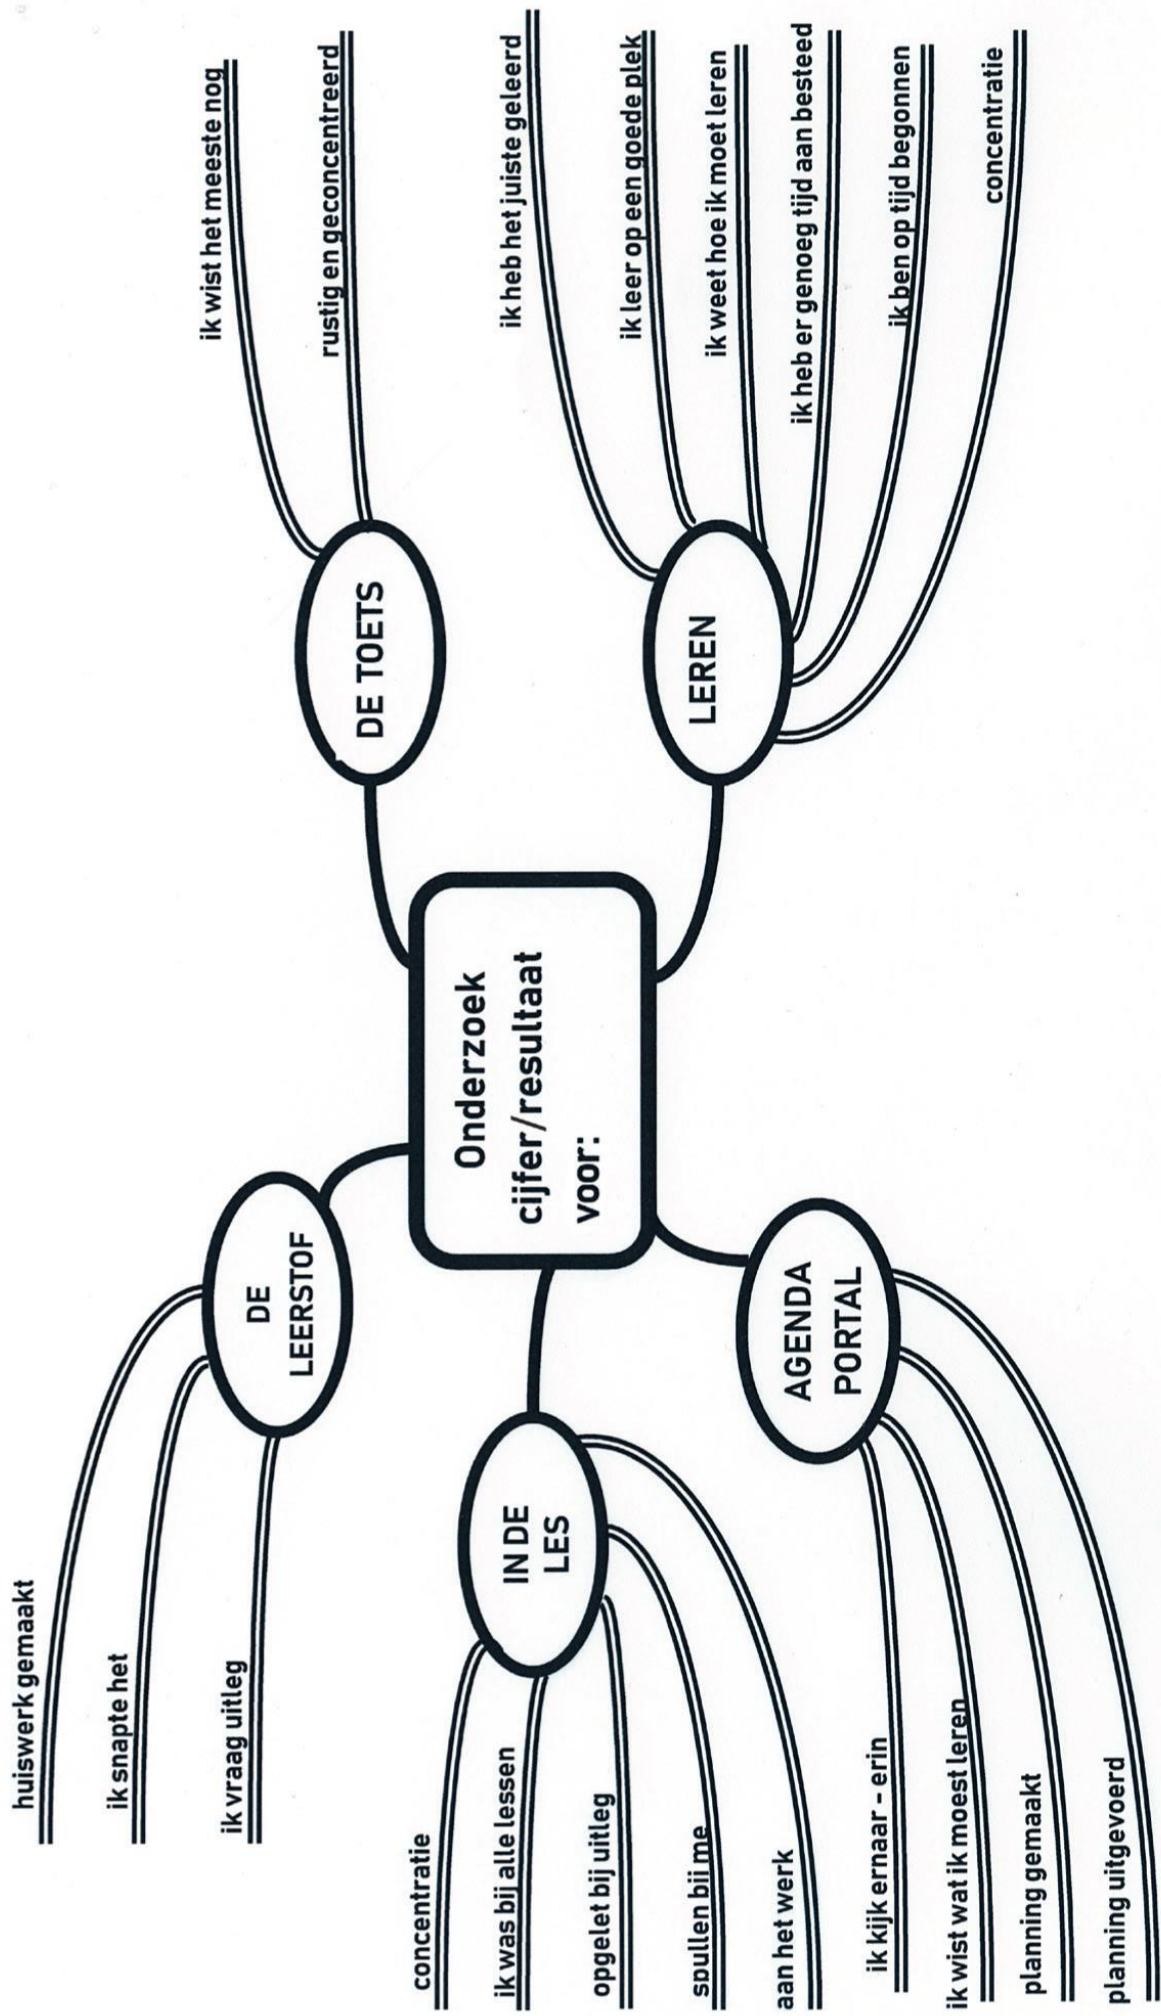 Onderzoek
cijfer/resultaat
voor:
DE
LEERSTOF
huiswerk gemaakt
ik snapte het
ik vraag uitleg
IN DE
LES
concentratie
ik was bij alle lessen
opgelet bij uitleg
spullen bij me
aan het werk
AGENDA
PORTAL
ik kijk ernaar - erin
ik wist wat ik moest leren
planning gemaakt
planning uitgevoerd
DE TOETS
ik wist het meeste nog
rustig en geconcentreerd
LEREN
ik heb het juiste geleerd
ik leer op een goede plek
ik weet hoe ik moet leren
ik heb er genoeg tijd aan besteed
ik ben op tijd begonnen
concentratie